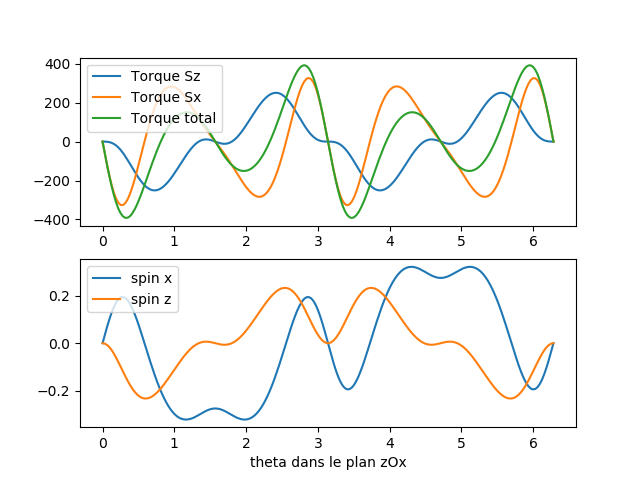 400
200
0
−200
−400
Torque Sz
Torque Sx
Torque total
0 1 2 3 4 5 6
0.2
0.0
−0.2
spin x
spin z
0 1 2 3 4 5 6
theta dans le plan zOx